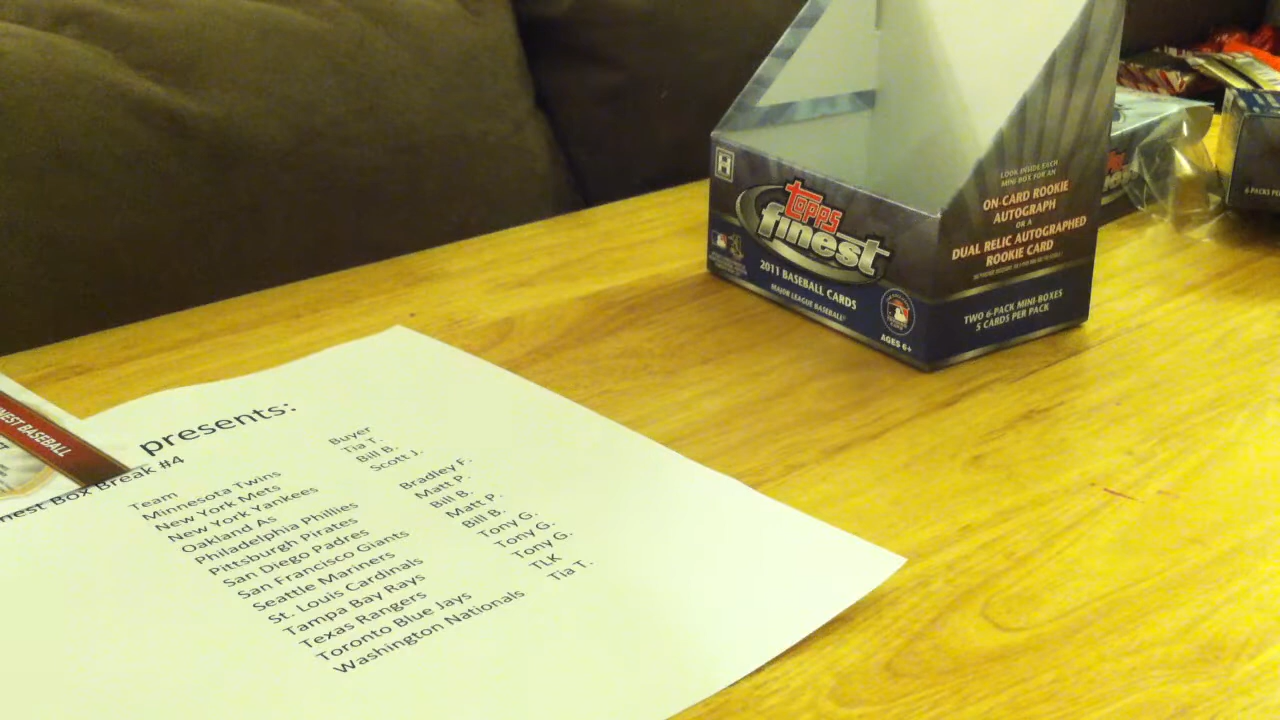 H
TOPPS
finest
2011 BASEBALL CARDS
MAJOR LEAGUE BASEBALL
AGES 6+
LOOK INSIDE EACH
MINI BOX FOR AN
ON-CARD ROOKIE
AUTOGRAPH
OR A
DUAL RELIC AUTOGRAPHED
ROOKIE CARD
TWO 6-PACK MINI-BOXES
5 CARDS PER PACK
NEST BASEBALL
presents:
nest Box Break #4
Team Buyer
Minnesota Twins Tia T.
New York Mets Bill B.
New York Yankees Scott J.
Oakland As
Philadelphia Phillies Bradley F.
Pittsburgh Pirates Matt P.
San Diego Padres Bill B.
San Francisco Giants Matt P.
Seattle Mariners Bill B.
St. Louis Cardinals Tony G.
Tampa Bay Rays Tony G.
Texas Rangers Tony G.
Toronto Blue Jays TLK
Washington Nationals Tia T.